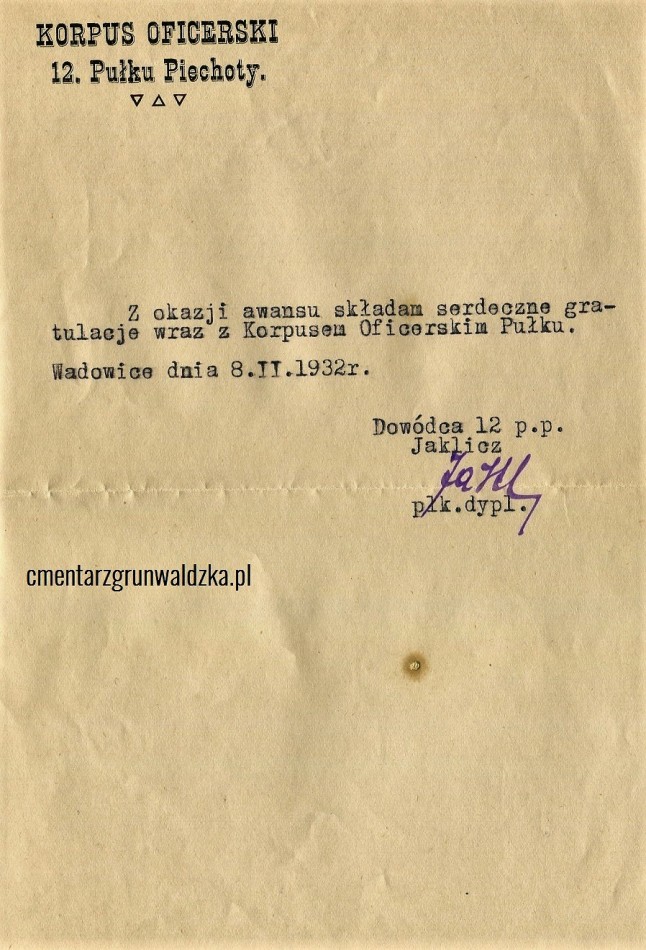 KORPUS OFICERSKI
12. Pułku Piechoty.
Z okazji awansu składam serdeczne gra-
tulacje wraz z Korpusem Oficerskim Pułku.
Wadowice dnia 8.II.1932r.
Dowódca 12 p.p.
Jaklicz
płk.dypl.
cmentarzgrunwaldzka.pl